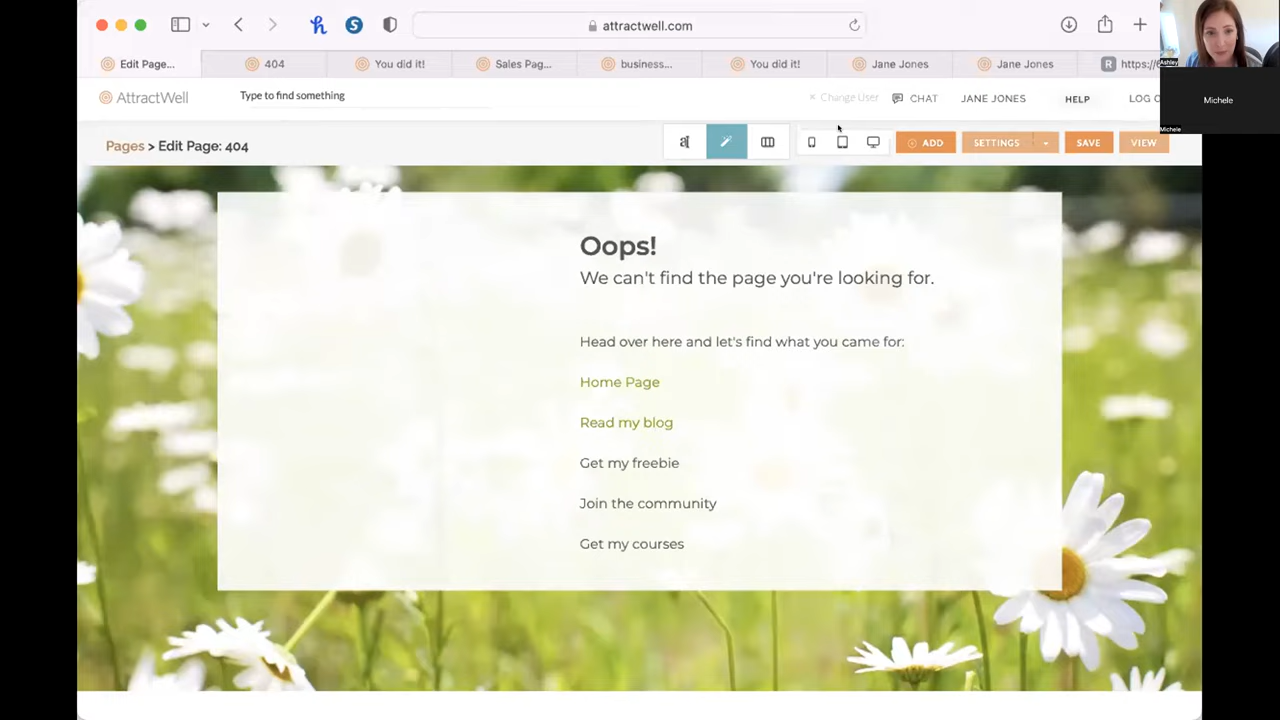 attractwell.com
Edit Page...
404
You did it!
Sales Pag...
business...
You did it!
Jane Jones
Jane Jones
R
Ashley
AttractWell
Type to find something
× Change User
CHAT
JANE JONES
HELP
LOG O
Michele
Michele
Pages > Edit Page: 404
a
ADD
SETTINGS
SAVE
VIEW
Oops!
We can't find the page you're looking for.
Head over here and let's find what you came for:
Home Page
Read my blog
Get my freebie
Join the community
Get my courses